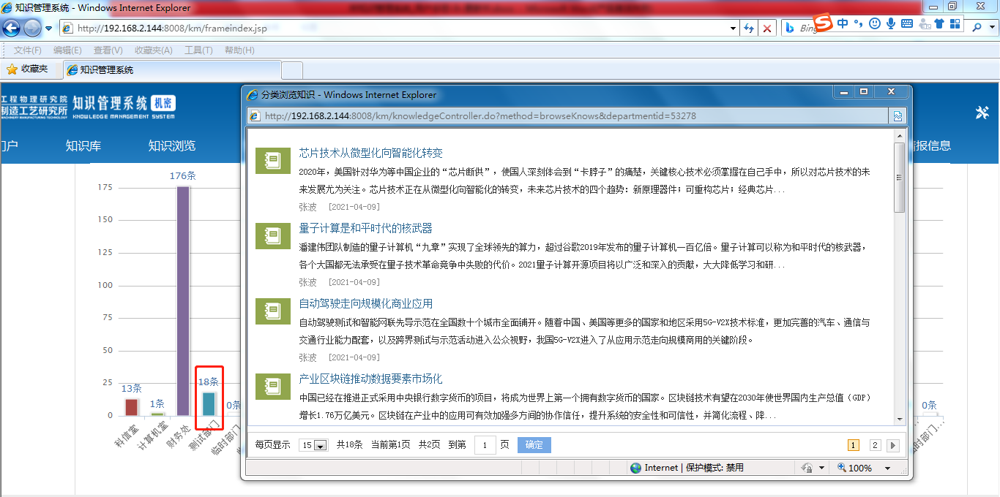 知识管理系统 - Windows Internet Explorer
http://192.168.2.144:8008/km/frameindex.jsp
Bing
中
文件(F) 编辑(E) 查看(V) 收藏夹(A) 工具(T) 帮助(H)
收藏夹 知识管理系统
工程物理研究院
制造工艺研究所
知识管理系统 机密
KNOWLEDGE MANAGEMENT SYSTEM
门户 知识库 知识浏览
情报信息
176条
175
150
125
100
75
50
25
0
13条
1条
18条
0条
0条
科信室
计算机室
财务处
测试部门
临时部门
临时部门...
分类浏览知识 - Windows Internet Explorer
http://192.168.2.144:8008/km/knowledgeController.do?method=browseKnows&departmentid=53278
芯片技术从微型化向智能化转变
2020年，美国针对华为等中国企业的“芯片断供”，使国人深刻体会到“卡脖子”的痛楚，关键核心技术必须掌握在自己手中，所以对芯片技术的未
来发展尤为关注。芯片技术正在从微型化向智能化的转变，未来芯片技术的四个趋势：新原理器件；可重构芯片；经典芯片...
张波 [2021-04-09]
量子计算是和平时代的核武器
潘建伟团队制造的量子计算机“九章”实现了全球领先的算力，超过谷歌2019年发布的量子计算机一百亿倍。量子计算可以称为和平时代的核武器，
各个大国都无法承受在量子技术革命竞争中失败的代价。2021量子计算开源项目将以广泛和深入的贡献，大大降低学习和研...
张波 [2021-04-09]
自动驾驶走向规模化商业应用
自动驾驶测试和智能网联先导示范在全国数十个城市全面铺开。随着中国、美国等更多的国家和地区采用5G-V2X技术标准，更加完善的汽车、通信与
交通行业能力配套，以及跨界测试与示范活动进入公众视野，我国5G-V2X进入了从应用示范走向规模商用的关键阶段。
张波 [2021-04-09]
产业区块链推动数据要素市场化
中国已经在推进正式采用中央银行数字货币的项目，将成为世界上第一个拥有数字货币的国家。区块链技术有望在2030年使世界国内生产总值（GDP）
增长1.76万亿美元。区块链在产业中的应用可有效加强多方间的协作信任，提升系统的安全性和可信性，并简化流程、降...
每页显示 15 共18条 当前第1页 共2页 到第 1 页 确定 1 2
Internet | 保护模式: 禁用 100%